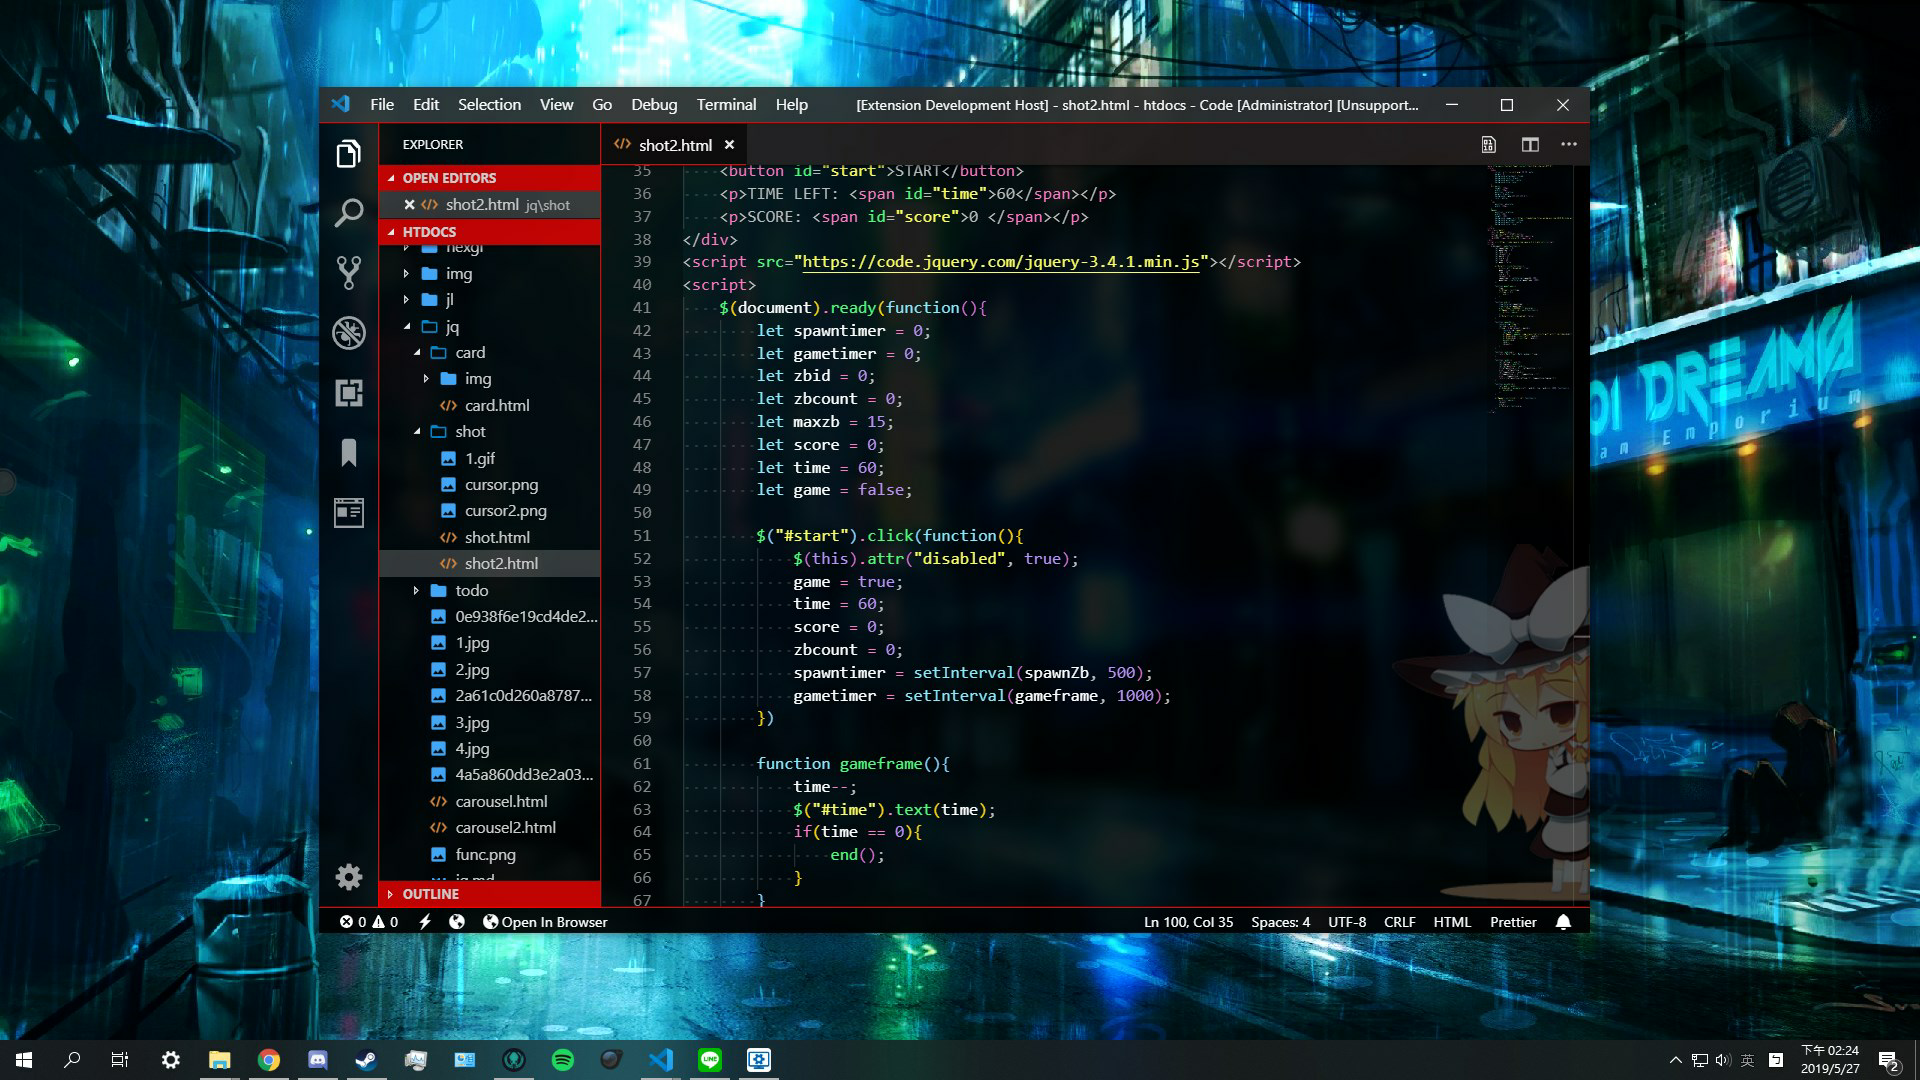 File Edit Selection View Go Debug Terminal Help [Extension Development Host] - shot2.html - htdocs - Code [Administrator] [Unsupport...
EXPLORER
OPEN EDITORS
shot2.html jq\shot
HTDOCS
hexgl
img
jl
jq
card
img
card.html
shot
1.gif
cursor.png
cursor2.png
shot.html
shot2.html
todo
0e938f6e19cd4de2...
1.jpg
2.jpg
2a61c0d260a8787...
3.jpg
4.jpg
4a5a860dd3e2a03...
carousel.html
carousel2.html
func.png
jq.md
OUTLINE
shot2.html
35 <button id="start">START</button>
36 <p>TIME LEFT: <span id="time">60</span></p>
37 <p>SCORE: <span id="score">0 </span></p>
38 </div>
39 <script src="https://code.jquery.com/jquery-3.4.1.min.js"></script>
40 <script>
41 $(document).ready(function(){
42 let spawntimer = 0;
43 let gametimer = 0;
44 let zbid = 0;
45 let zbcount = 0;
46 let maxzb = 15;
47 let score = 0;
48 let time = 60;
49 let game = false;
50
51 $("#start").click(function(){
52 $(this).attr("disabled", true);
53 game = true;
54 time = 60;
55 score = 0;
56 zbcount = 0;
57 spawntimer = setInterval(spawnZb, 500);
58 gametimer = setInterval(gameframe, 1000);
59 })
60
61 function gameframe(){
62 time--;
63 $("#time").text(time);
64 if(time == 0){
65 end();
66 }
67 }
0 0 Open In Browser Ln 100, Col 35 Spaces: 4 UTF-8 CRLF HTML Prettier
DREAMS
am Emporium
LINE
英
下午 02:24
2019/5/27
2